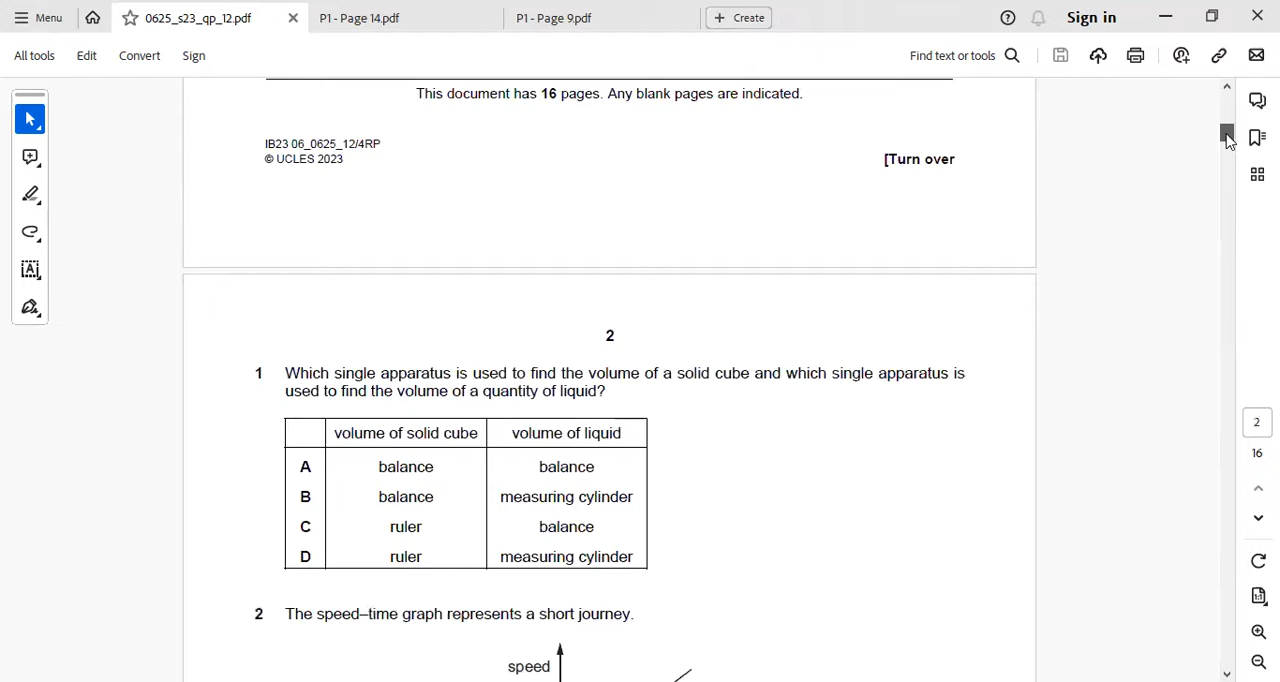 Menu
0625_s23_qp_12.pdf
P1 - Page 14.pdf
P1 - Page 9.pdf
Create
Sign in
All tools
Edit
Convert
Sign
Find text or tools
This document has 16 pages. Any blank pages are indicated.
IB23 06_0625_12/4RP
© UCLES 2023
[Turn over
2
1 Which single apparatus is used to find the volume of a solid cube and which single apparatus is
used to find the volume of a quantity of liquid?
volume of solid cube volume of liquid
A balance balance
B balance measuring cylinder
C ruler balance
D ruler measuring cylinder
2 The speed–time graph represents a short journey.
speed
2
16